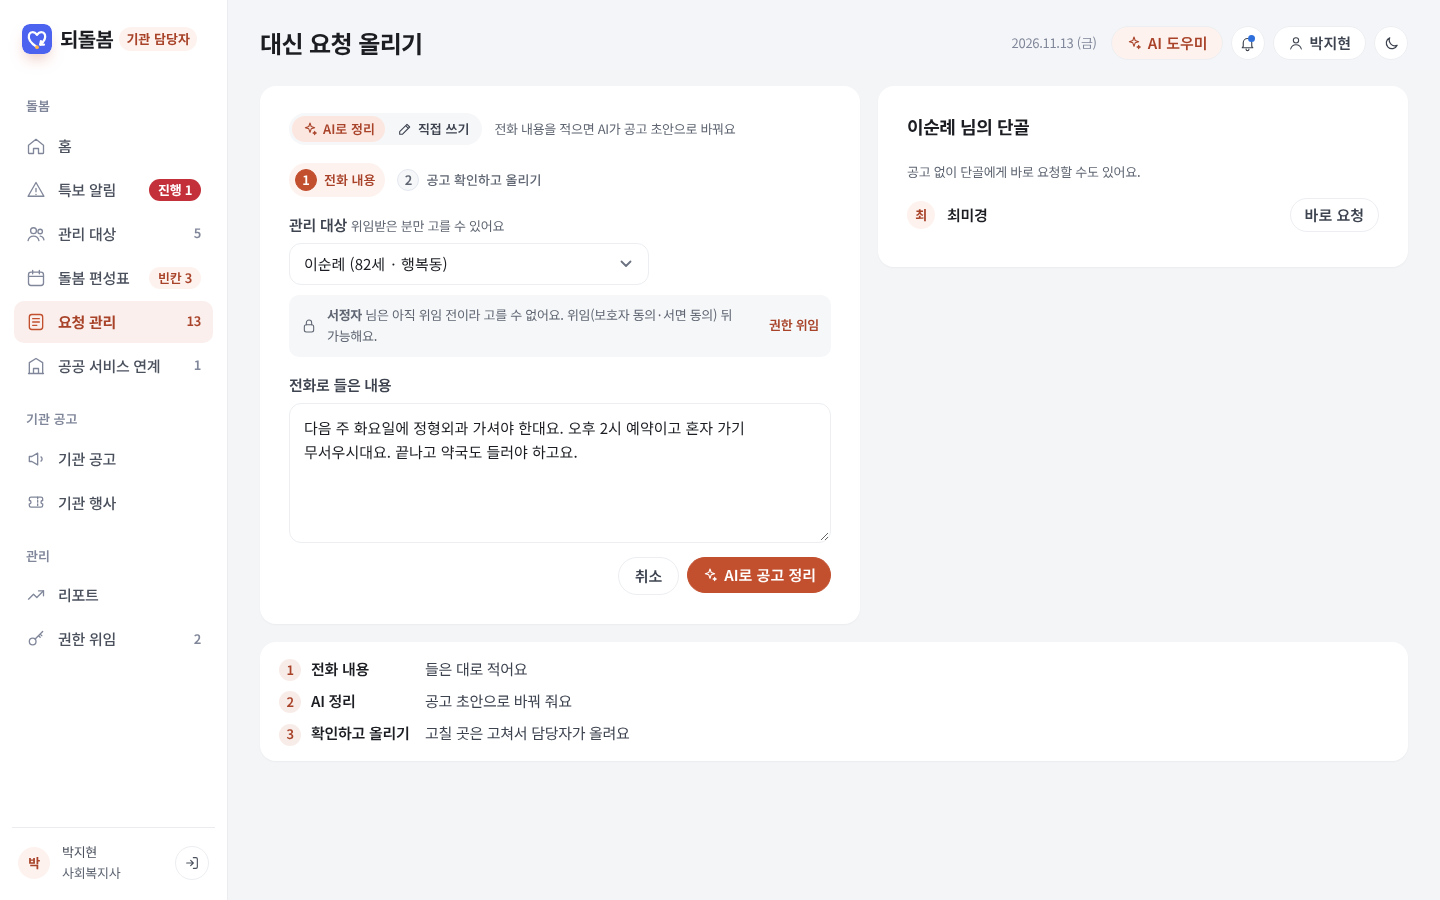 되돌봄 기관 담당자
돌봄
홈
특보 알림 진행 1
관리 대상 5
돌봄 편성표 빈칸 3
요청 관리 13
공공 서비스 연계 1
기관 공고
기관 공고
기관 행사
관리
리포트
권한 위임 2
박 박지현
사회복지사
대신 요청 올리기
2026.11.13 (금) AI 도우미 박지현
AI로 정리 직접 쓰기 전화 내용을 적으면 AI가 공고 초안으로 바꿔요
1 전화 내용 2 공고 확인하고 올리기
관리 대상 위임받은 분만 고를 수 있어요
이순례 (82세 · 행복동)
서정자 님은 아직 위임 전이라 고를 수 없어요. 위임(보호자 동의·서면 동의) 뒤
가능해요.
권한 위임
전화로 들은 내용
다음 주 화요일에 정형외과 가셔야 한대요. 오후 2시 예약이고 혼자 가기
무서우시대요. 끝나고 약국도 들러야 하고요.
취소 AI로 공고 정리
이순례 님의 단골
공고 없이 단골에게 바로 요청할 수도 있어요.
최 최미경 바로 요청
1 전화 내용 들은 대로 적어요
2 AI 정리 공고 초안으로 바꿔 줘요
3 확인하고 올리기 고칠 곳은 고쳐서 담당자가 올려요